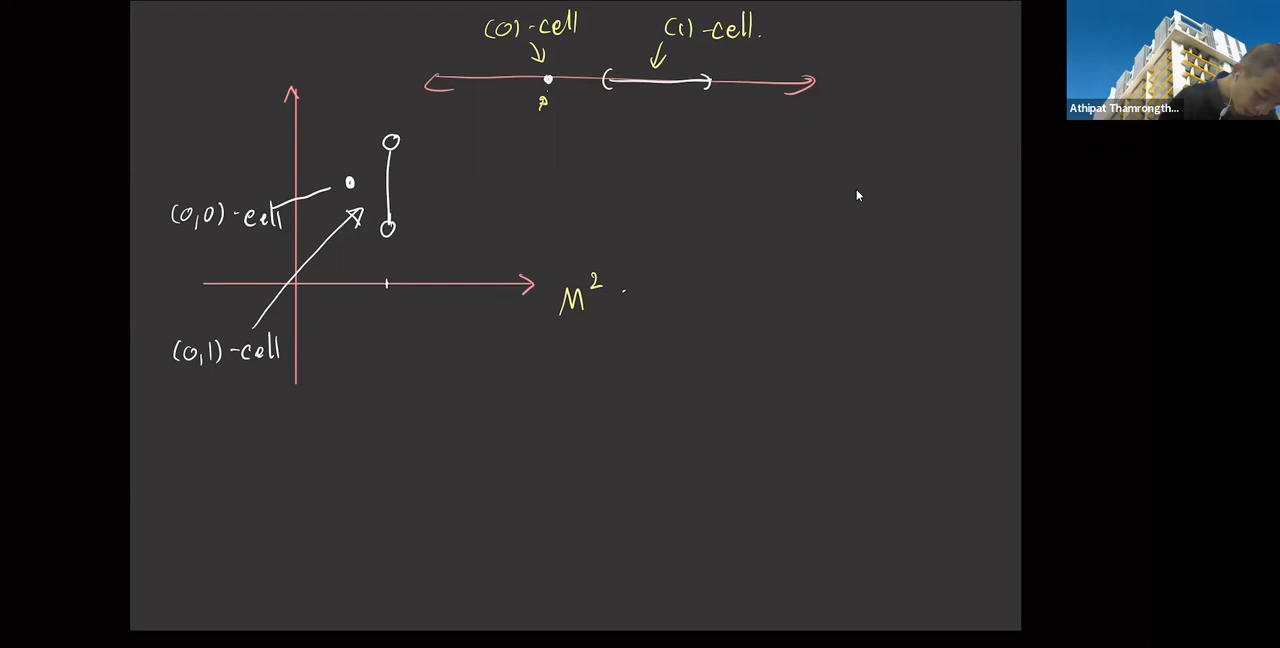 (0)-cell
(1)-cell.
p
(0,0)-cell
(0,1)-cell
M² .
Athipat Thamrongth...